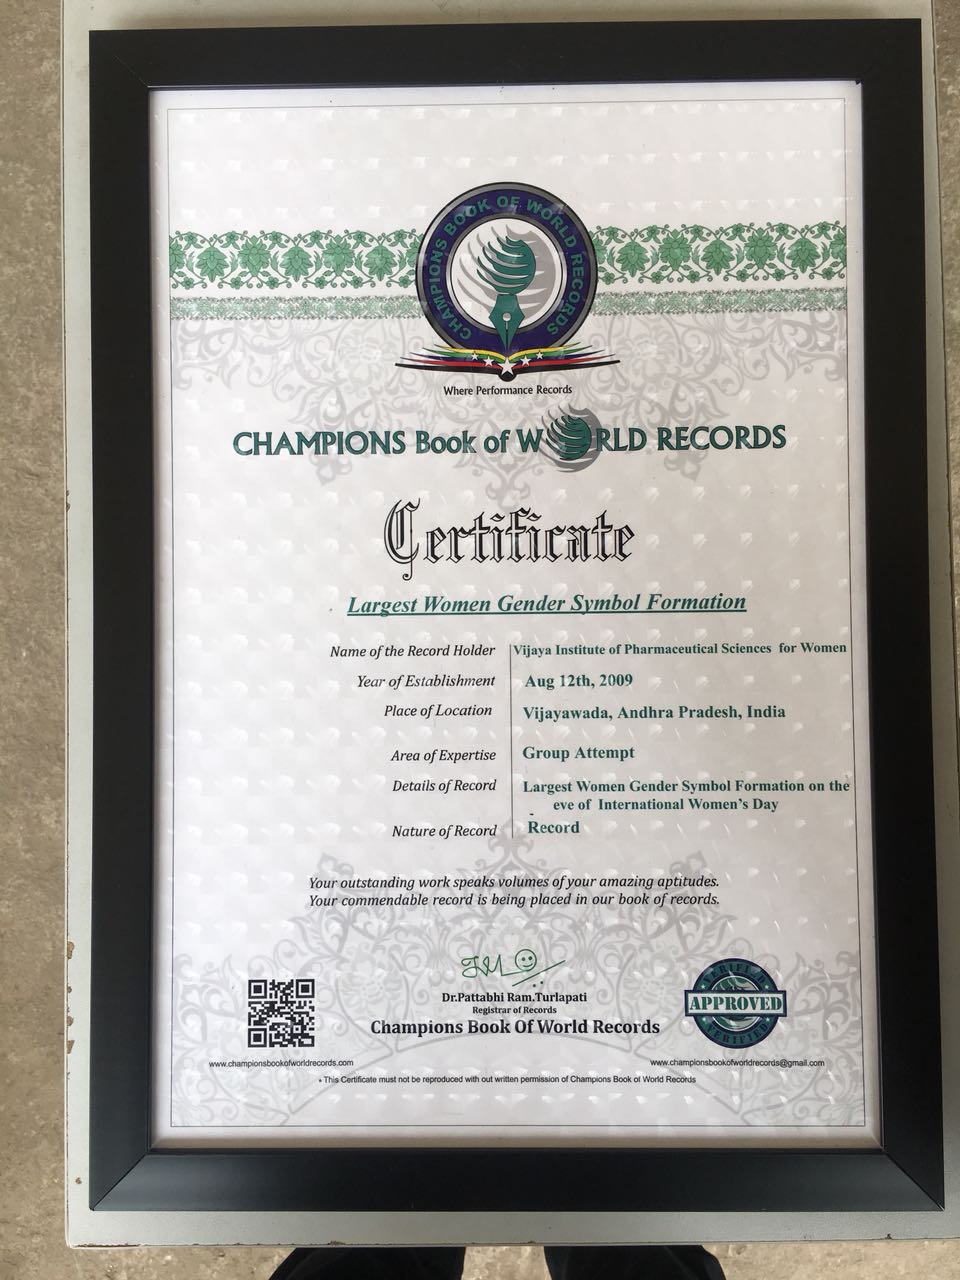 CHAMPIONS BOOK OF WORLD RECORDS
Where Performance Records
CHAMPIONS Book of WORLD RECORDS
Certificate
Largest Women Gender Symbol Formation
Name of the Record Holder Vijaya Institute of Pharmaceutical Sciences for Women
Year of Establishment Aug 12th, 2009
Place of Location Vijayawada, Andhra Pradesh, India
Area of Expertise Group Attempt
Details of Record Largest Women Gender Symbol Formation on the
eve of International Women's Day
Nature of Record Record
Your outstanding work speaks volumes of your amazing aptitudes.
Your commendable record is being placed in our book of records.
Dr.Pattabhi Ram.Turlapati
Registrar of Records
Champions Book Of World Records
VERIFIED
APPROVED
VERIFIED
www.championsbookofworldrecords.com
www.championsbookofworldrecords@gmail.com
* This Certificate must not be reproduced with out written permission of Champions Book of World Records